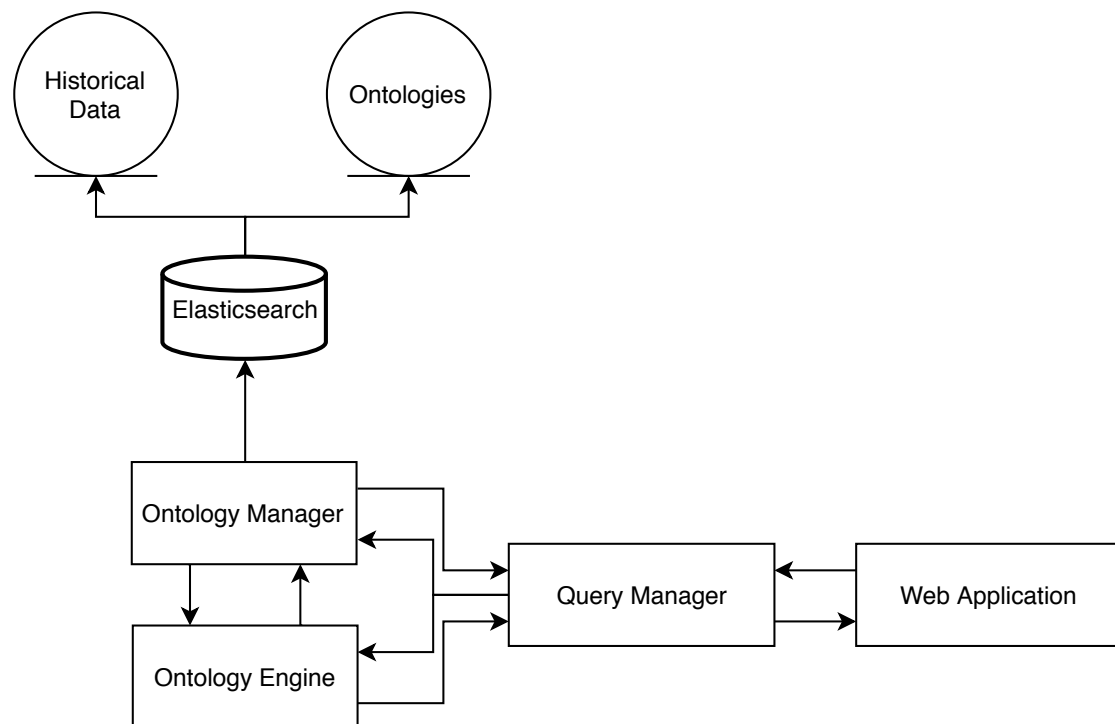 Historical
Data
Ontologies
Elasticsearch
Ontology Manager
Query Manager
Web Application
Ontology Engine